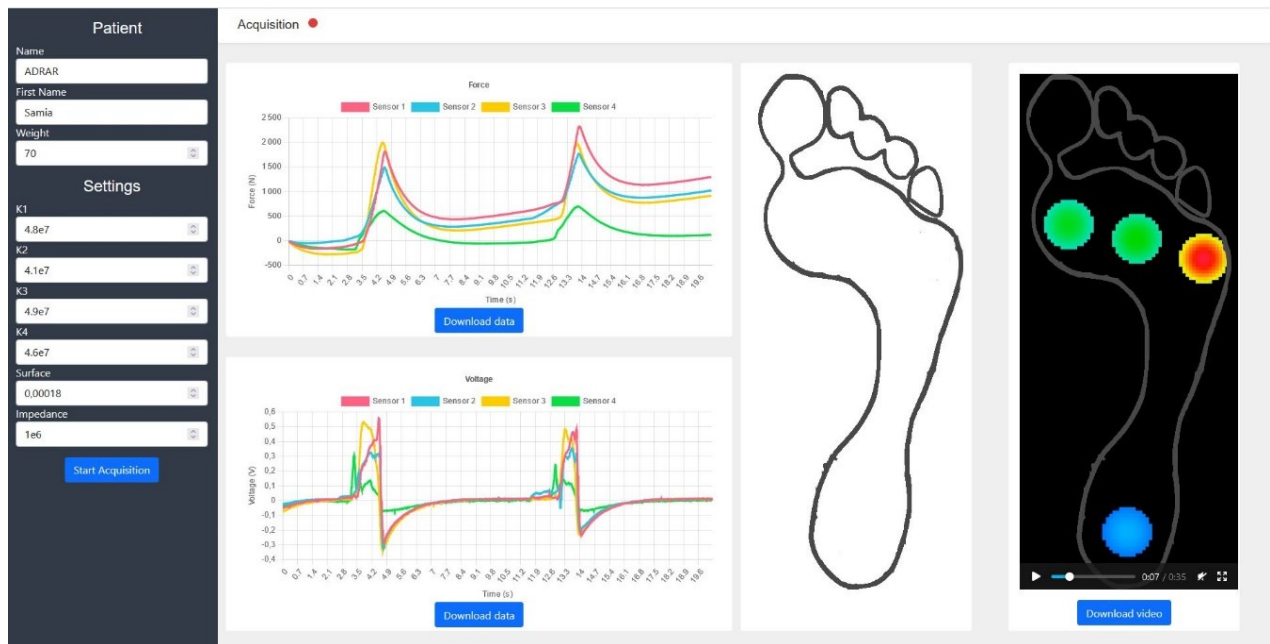 Patient
Name
ADRAR
First Name
Samia
Weight
70
Settings
K1
4.8e7
K2
4.1e7
K3
4.9e7
K4
4.6e7
Surface
0,00018
Impedance
1e6
Start Acquisition
Acquisition
Force
Sensor 1 Sensor 2 Sensor 3 Sensor 4
Force (N)
2 500
2 000
1 500
1 000
500
0
-500
0 0.7 1.4 2.1 2.8 3.5 4.2 4.9 5.6 6.3 7 7.7 8.4 9.1 9.8 10.5 11.2 11.9 12.6 13.3 14 14.7 15.4 16.1 16.8 17.5 18.2 18.9 19.6
Time (s)
Download data
Voltage
Sensor 1 Sensor 2 Sensor 3 Sensor 4
Voltage (V)
0,6
0,5
0,4
0,3
0,2
0,1
0
-0,1
-0,2
-0,3
-0,4
0 0.7 1.4 2.1 2.8 3.5 4.2 4.9 5.6 6.3 7 7.7 8.4 9.1 9.8 10.5 11.2 11.9 12.6 13.3 14 14.7 15.4 16.1 16.8 17.5 18.2 18.9 19.6
Time (s)
Download data
0:07 / 0:35
Download video